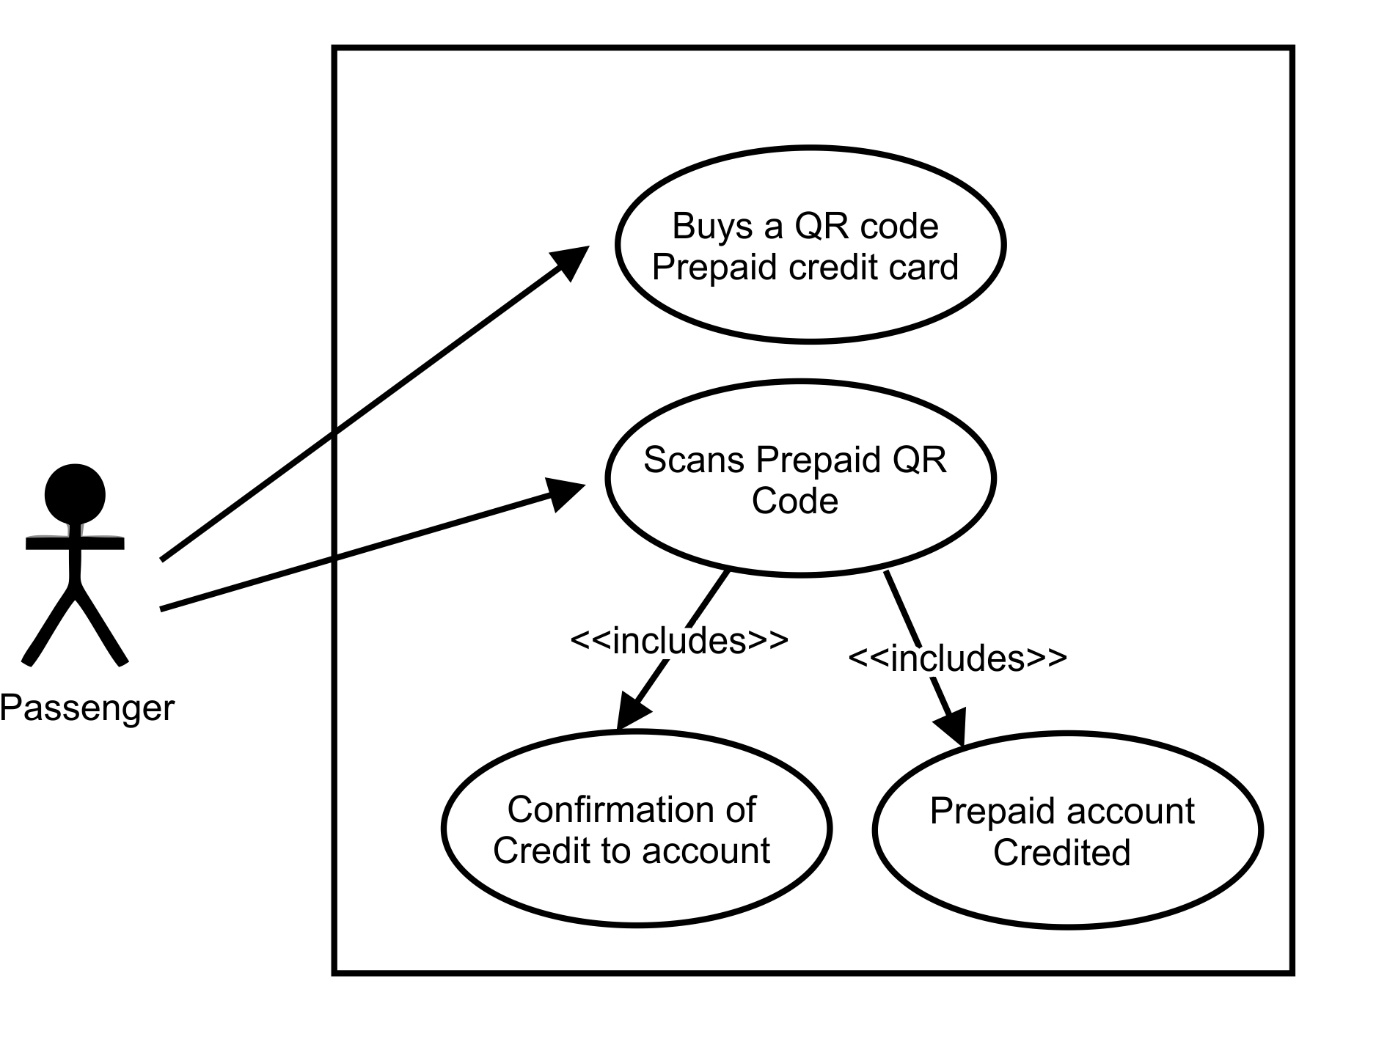 Buys a QR code
Prepaid credit card
Scans Prepaid QR
Code
<<includes>>
<<includes>>
Passenger
Confirmation of
Credit to account
Prepaid account
Credited